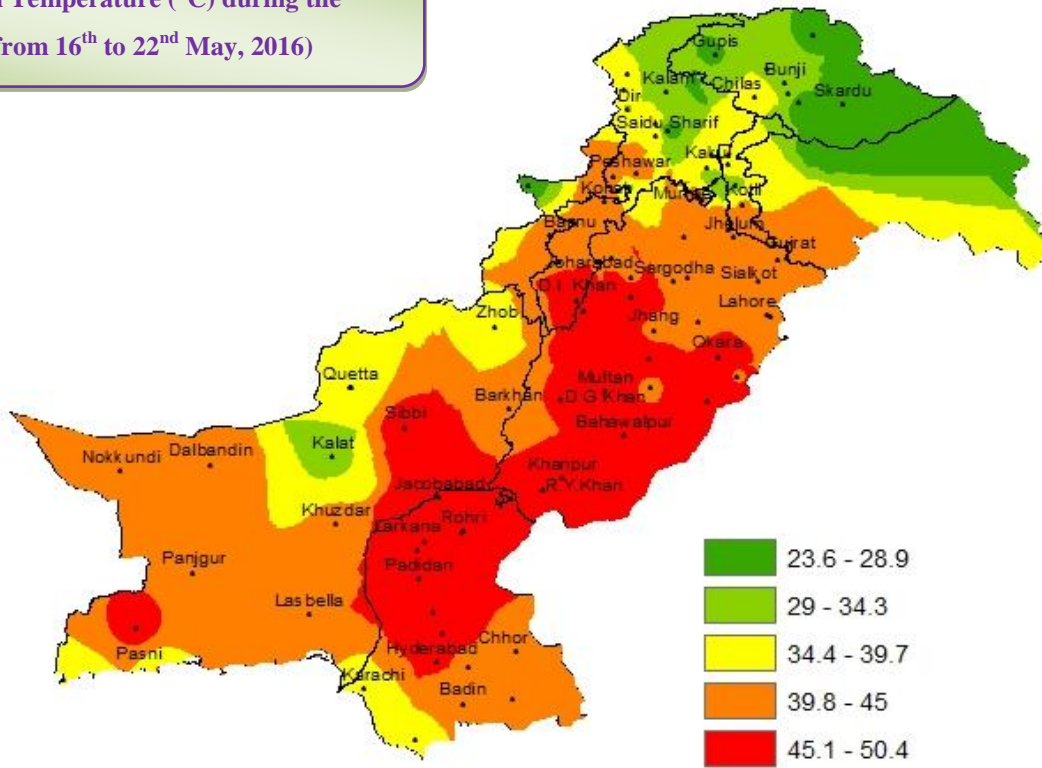 Temperature (°C) during the
from 16th to 22nd May, 2016)
Gupis
Kalam Chilas Bunji
Skardu
Dir
Saidu Sharif
Kakul
Peshawar
Kohat Kotli
Bannu Jhelum
Gujrat
Joharabad Sargodha Sialkot
D.I. Khan
Lahore
Zhob Jhang
Okara
Quetta Multan
Barkhan D.G Khan
Sibbi
Bahawalpur
Kalat
Nokkundi Dalbandin
Khanpur
Jacobabad R.Y.Khan
Khuzdar Rohri
Larkana
Panjgur Padidan
Lasbella
Pasni Hyderabad Chhor
Karachi
Badin
23.6 - 28.9
29 - 34.3
34.4 - 39.7
39.8 - 45
45.1 - 50.4